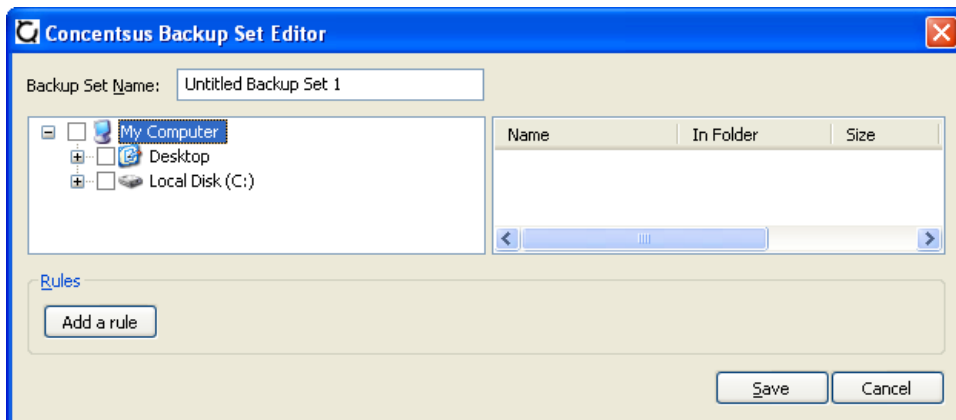 Concentsus Backup Set Editor
Backup Set Name: Untitled Backup Set 1
My Computer
Desktop
Local Disk (C:)
Name In Folder Size
Rules
Add a rule
Save Cancel